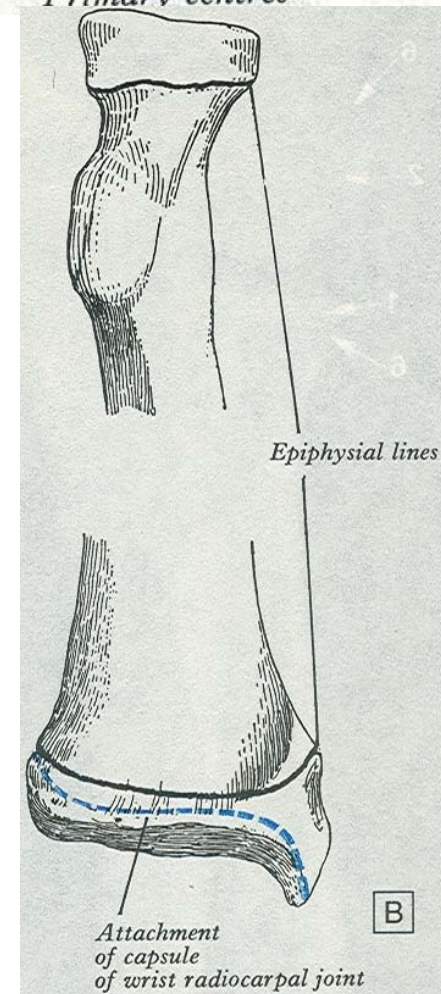 Primary centres
Epiphysial lines
B
Attachment
of capsule
of wrist radiocarpal joint